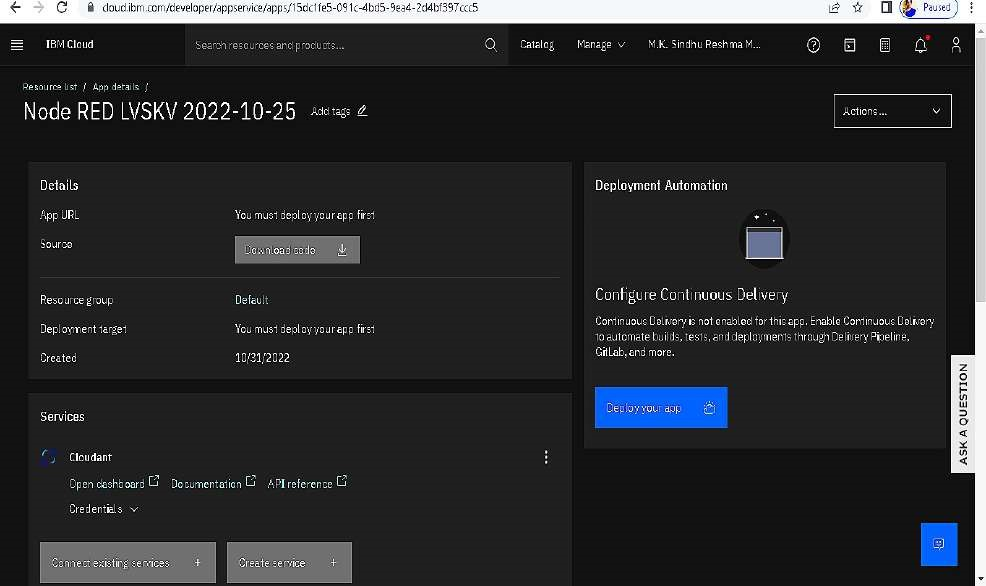 cloud.ibm.com/developer/appservice/apps/15dc1fe5-091c-4bd5-9ea4-2d4bf397ccc5
Paused
IBM Cloud
Search resources and products...
Catalog
Manage
M.K. Sindhu Reshma M...
Resource list / App details /
Node RED LVSKV 2022-10-25
Add tags
Actions...
Details
App URL
You must deploy your app first
Source
Download code
Resource group
Default
Deployment target
You must deploy your app first
Created
10/31/2022
Deployment Automation
Configure Continuous Delivery
Continuous Delivery is not enabled for this app. Enable Continuous Delivery
to automate builds, tests, and deployments through Delivery Pipeline,
GitLab, and more.
Deploy your app
Services
Cloudant
Open dashboard
Documentation
API reference
Credentials
Connect existing services +
Create service +
ASK A QUESTION